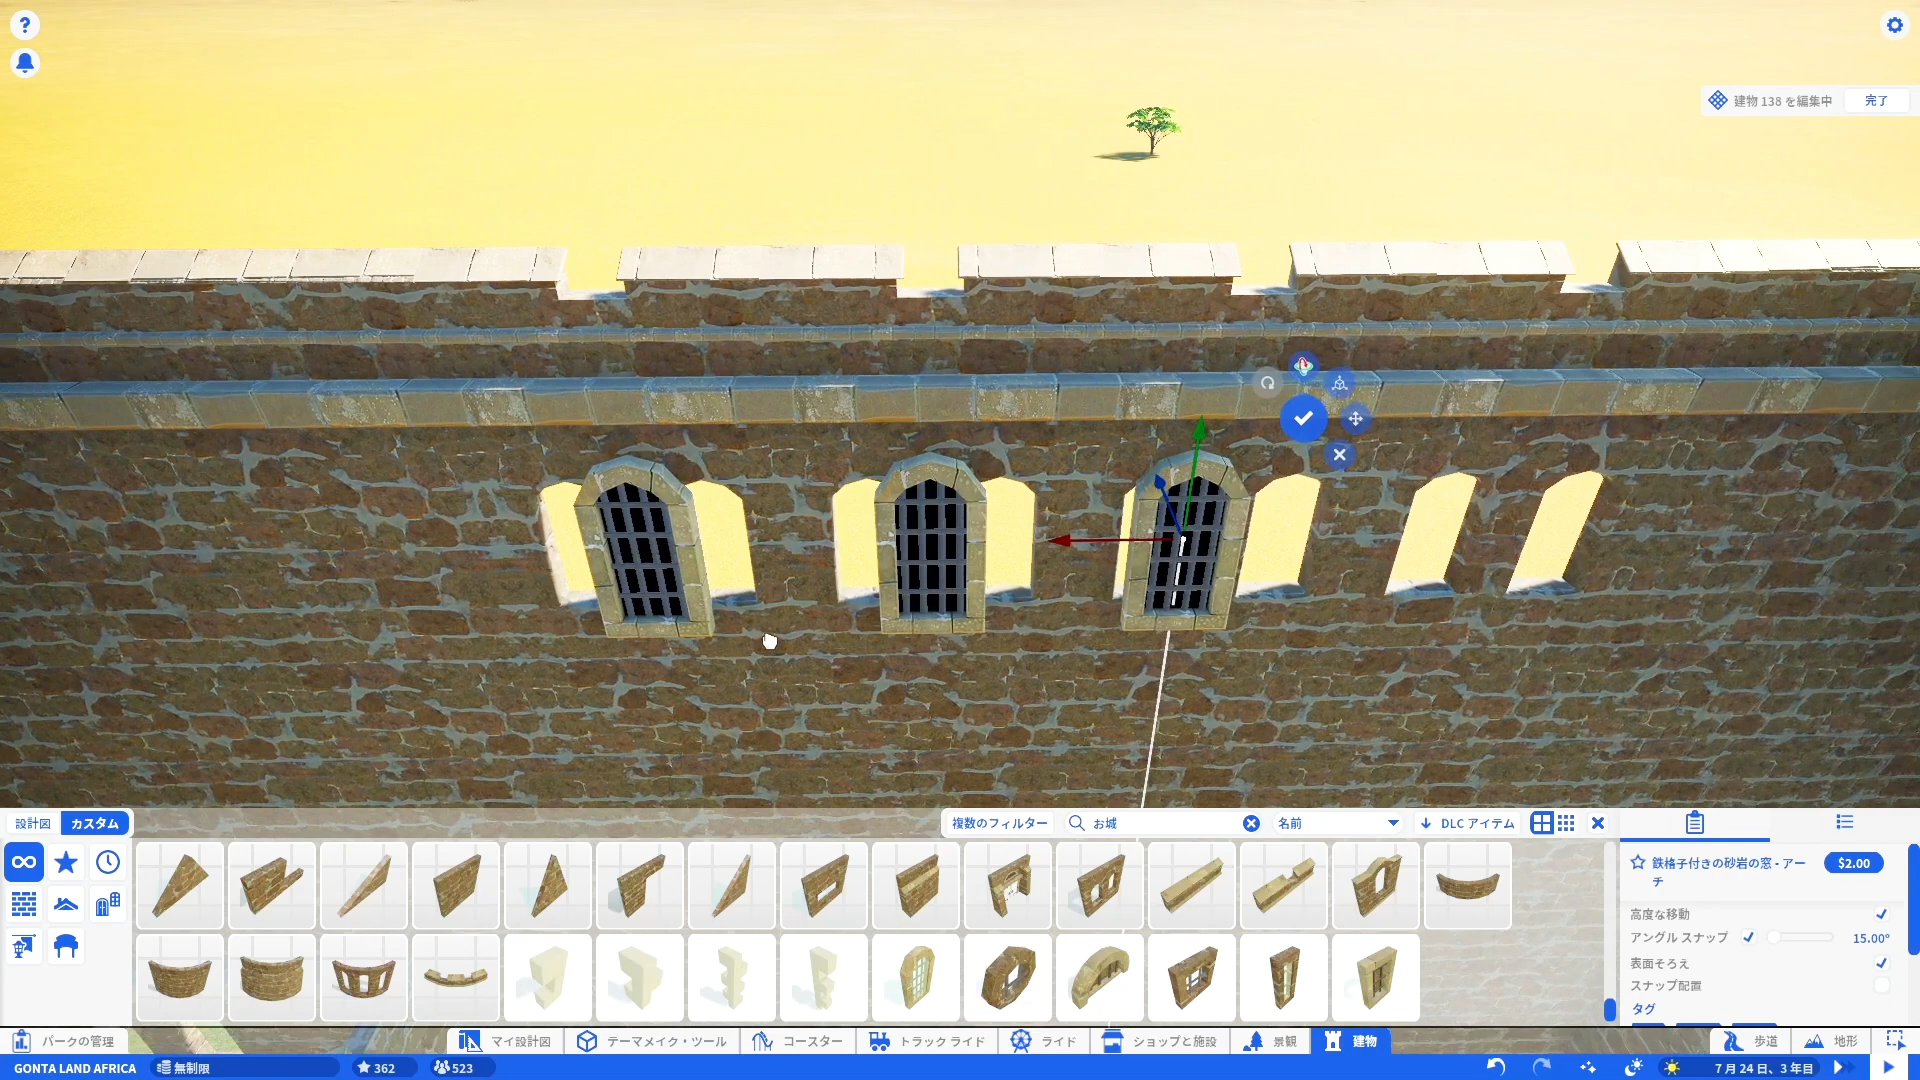 ?
建物 138 を編集中
完了
設計図
カスタム
複数のフィルター
お城
名前
DLC アイテム
鉄格子付きの砂岩の窓 - アーチ
$2.00
高度な移動
アングル スナップ
15.00°
表面そろえ
スナップ配置
タグ
パークの管理
マイ設計図
テーマメイク・ツール
コースター
トラック ライド
ライド
ショップと施設
景観
建物
歩道
地形
GONTA LAND AFRICA
無制限
362
523
7 月 24 日、3 年目